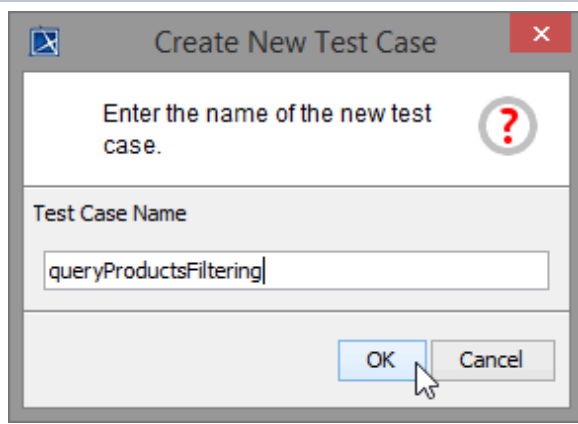 Create New Test Case
Enter the name of the new test
case.
Test Case Name
queryProductsFiltering
OK
Cancel